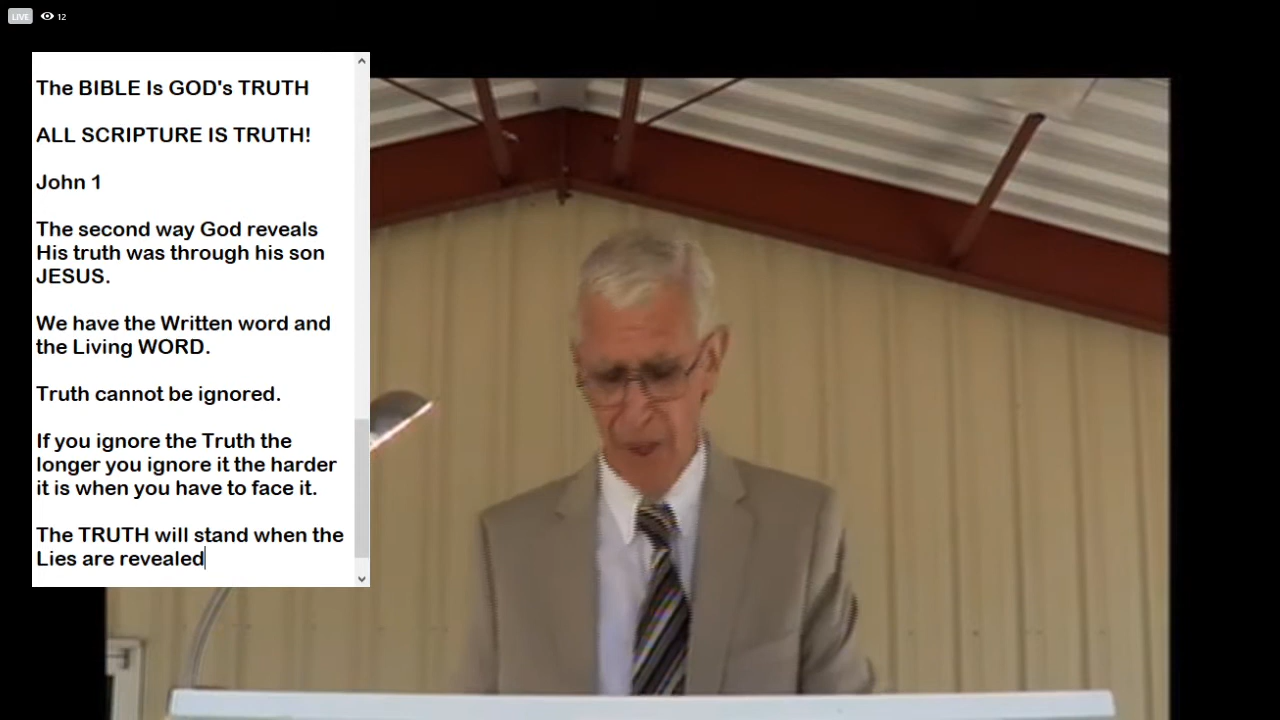 LIVE 12
The BIBLE Is GOD's TRUTH
ALL SCRIPTURE IS TRUTH!
John 1
The second way God reveals
His truth was through his son
JESUS.
We have the Written word and
the Living WORD.
Truth cannot be ignored.
If you ignore the Truth the
longer you ignore it the harder
it is when you have to face it.
The TRUTH will stand when the
Lies are revealed